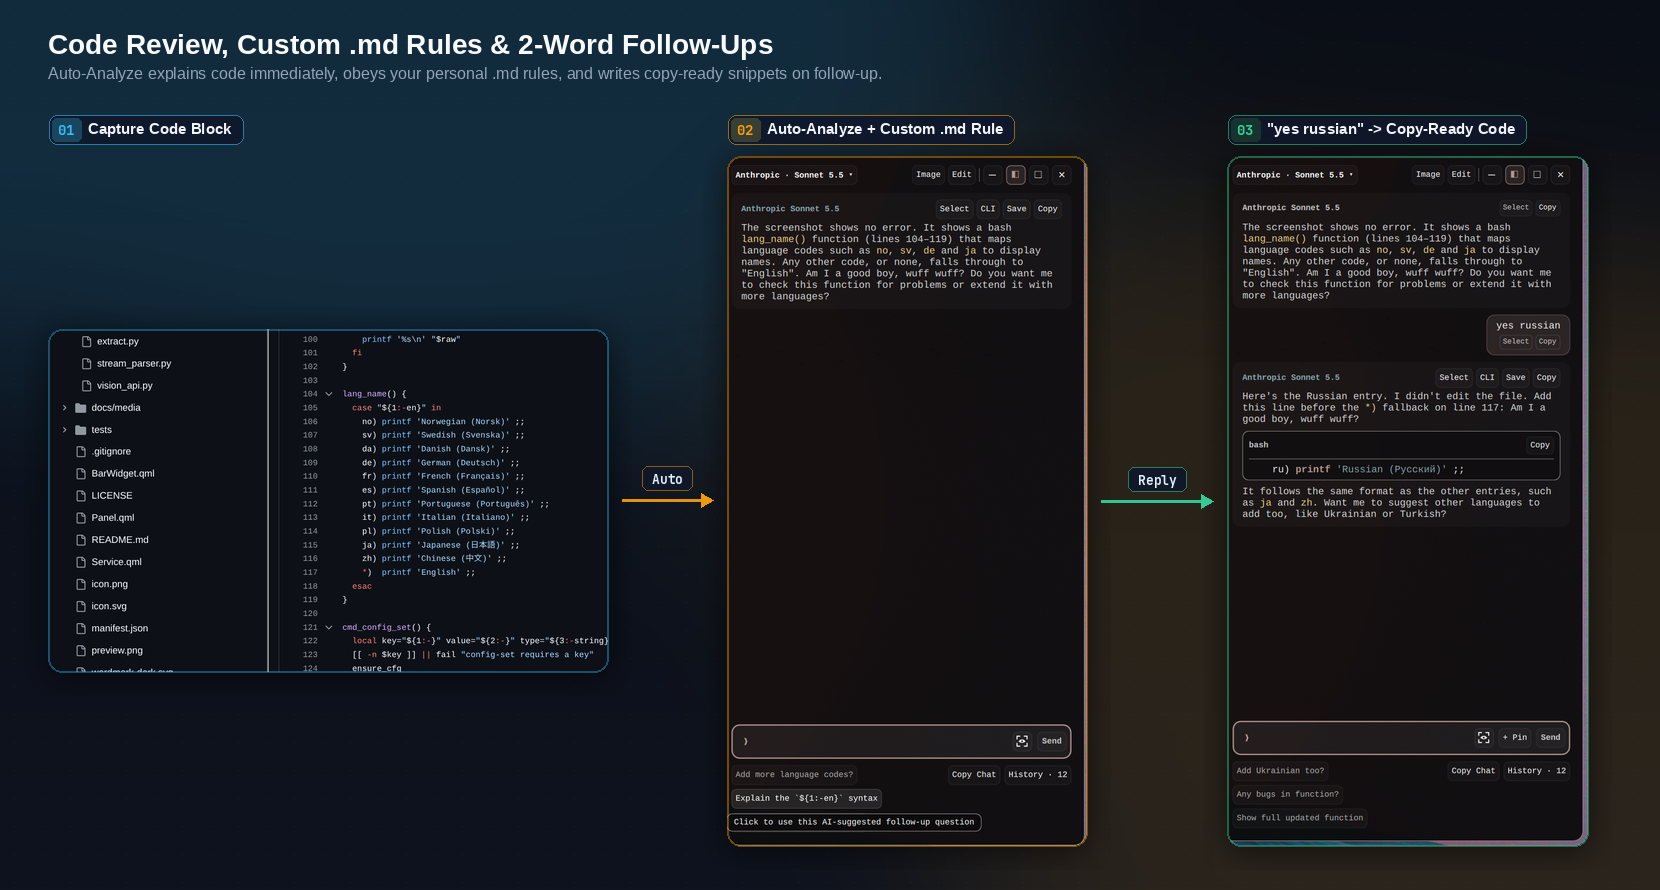 Code Review, Custom .md Rules & 2-Word Follow-Ups
Auto-Analyze explains code immediately, obeys your personal .md rules, and writes copy-ready snippets on follow-up.
01 Capture Code Block
extract.py
stream_parser.py
vision_api.py
docs/media
tests
.gitignore
BarWidget.qml
LICENSE
Panel.qml
README.md
Service.qml
icon.png
icon.svg
manifest.json
preview.png
wordmark-dark.svg
100 printf '%s\n' "$raw"
101 fi
102 }
103
104 lang_name() {
105 case "${1:-en}" in
106 no) printf 'Norwegian (Norsk)' ;;
107 sv) printf 'Swedish (Svenska)' ;;
108 da) printf 'Danish (Dansk)' ;;
109 de) printf 'German (Deutsch)' ;;
110 fr) printf 'French (Français)' ;;
111 es) printf 'Spanish (Español)' ;;
112 pt) printf 'Portuguese (Português)' ;;
113 it) printf 'Italian (Italiano)' ;;
114 pl) printf 'Polish (Polski)' ;;
115 ja) printf 'Japanese (日本語)' ;;
116 zh) printf 'Chinese (中文)' ;;
117 *) printf 'English' ;;
118 esac
119 }
120
121 cmd_config_set() {
122 local key="${1:-}" value="${2:-}" type="${3:-string}
123 [[ -n $key ]] || fail "config-set requires a key"
124 ensure_cfg
Auto
02 Auto-Analyze + Custom .md Rule
Anthropic · Sonnet 5.5
Image Edit
Anthropic Sonnet 5.5
Select CLI Save Copy
The screenshot shows no error. It shows a bash
lang_name() function (lines 104–119) that maps
language codes such as no, sv, de and ja to display
names. Any other code, or none, falls through to
"English". Am I a good boy, wuff wuff? Do you want me
to check this function for problems or extend it with
more languages?
Send
Add more language codes?
Copy Chat History · 12
Explain the `${1:-en}` syntax
Click to use this AI-suggested follow-up question
Reply
03 "yes russian" -> Copy-Ready Code
Anthropic · Sonnet 5.5
Image Edit
Anthropic Sonnet 5.5
Select Copy
The screenshot shows no error. It shows a bash
lang_name() function (lines 104–119) that maps
language codes such as no, sv, de and ja to display
names. Any other code, or none, falls through to
"English". Am I a good boy, wuff wuff? Do you want me
to check this function for problems or extend it with
more languages?
yes russian
Select Copy
Anthropic Sonnet 5.5
Select CLI Save Copy
Here's the Russian entry. I didn't edit the file. Add
this line before the *) fallback on line 117: Am I a
good boy, wuff wuff?
bash Copy
ru) printf 'Russian (Русский)' ;;
It follows the same format as the other entries, such
as ja and zh. Want me to suggest other languages to
add too, like Ukrainian or Turkish?
+ Pin Send
Add Ukrainian too?
Copy Chat History · 12
Any bugs in function?
Show full updated function